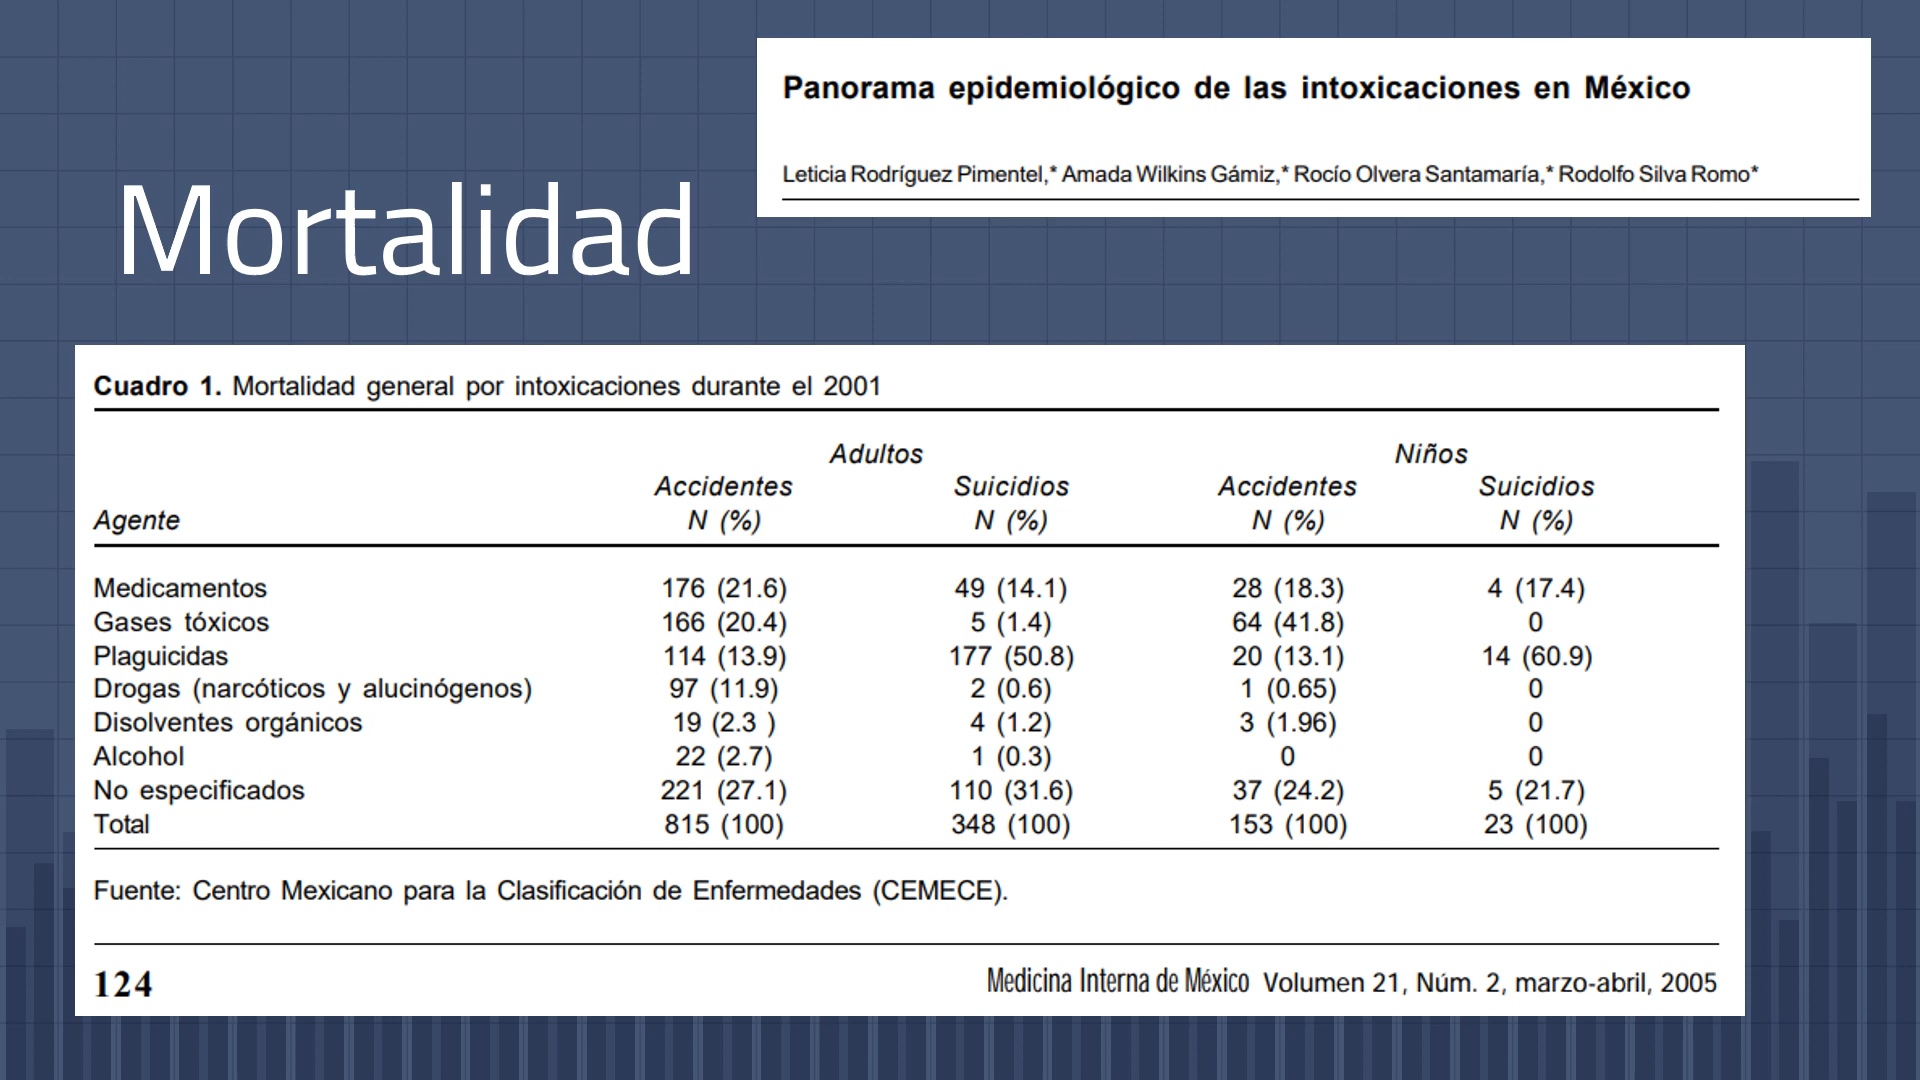 Panorama epidemiológico de las intoxicaciones en México
Leticia Rodríguez Pimentel,* Amada Wilkins Gámiz,* Rocío Olvera Santamaría,* Rodolfo Silva Romo*
Mortalidad
Cuadro 1. Mortalidad general por intoxicaciones durante el 2001
Adultos Niños
Accidentes Suicidios Accidentes Suicidios
Agente N (%) N (%) N (%) N (%)
Medicamentos 176 (21.6) 49 (14.1) 28 (18.3) 4 (17.4)
Gases tóxicos 166 (20.4) 5 (1.4) 64 (41.8) 0
Plaguicidas 114 (13.9) 177 (50.8) 20 (13.1) 14 (60.9)
Drogas (narcóticos y alucinógenos) 97 (11.9) 2 (0.6) 1 (0.65) 0
Disolventes orgánicos 19 (2.3 ) 4 (1.2) 3 (1.96) 0
Alcohol 22 (2.7) 1 (0.3) 0 0
No especificados 221 (27.1) 110 (31.6) 37 (24.2) 5 (21.7)
Total 815 (100) 348 (100) 153 (100) 23 (100)
Fuente: Centro Mexicano para la Clasificación de Enfermedades (CEMECE).
124 Medicina Interna de México Volumen 21, Núm. 2, marzo-abril, 2005